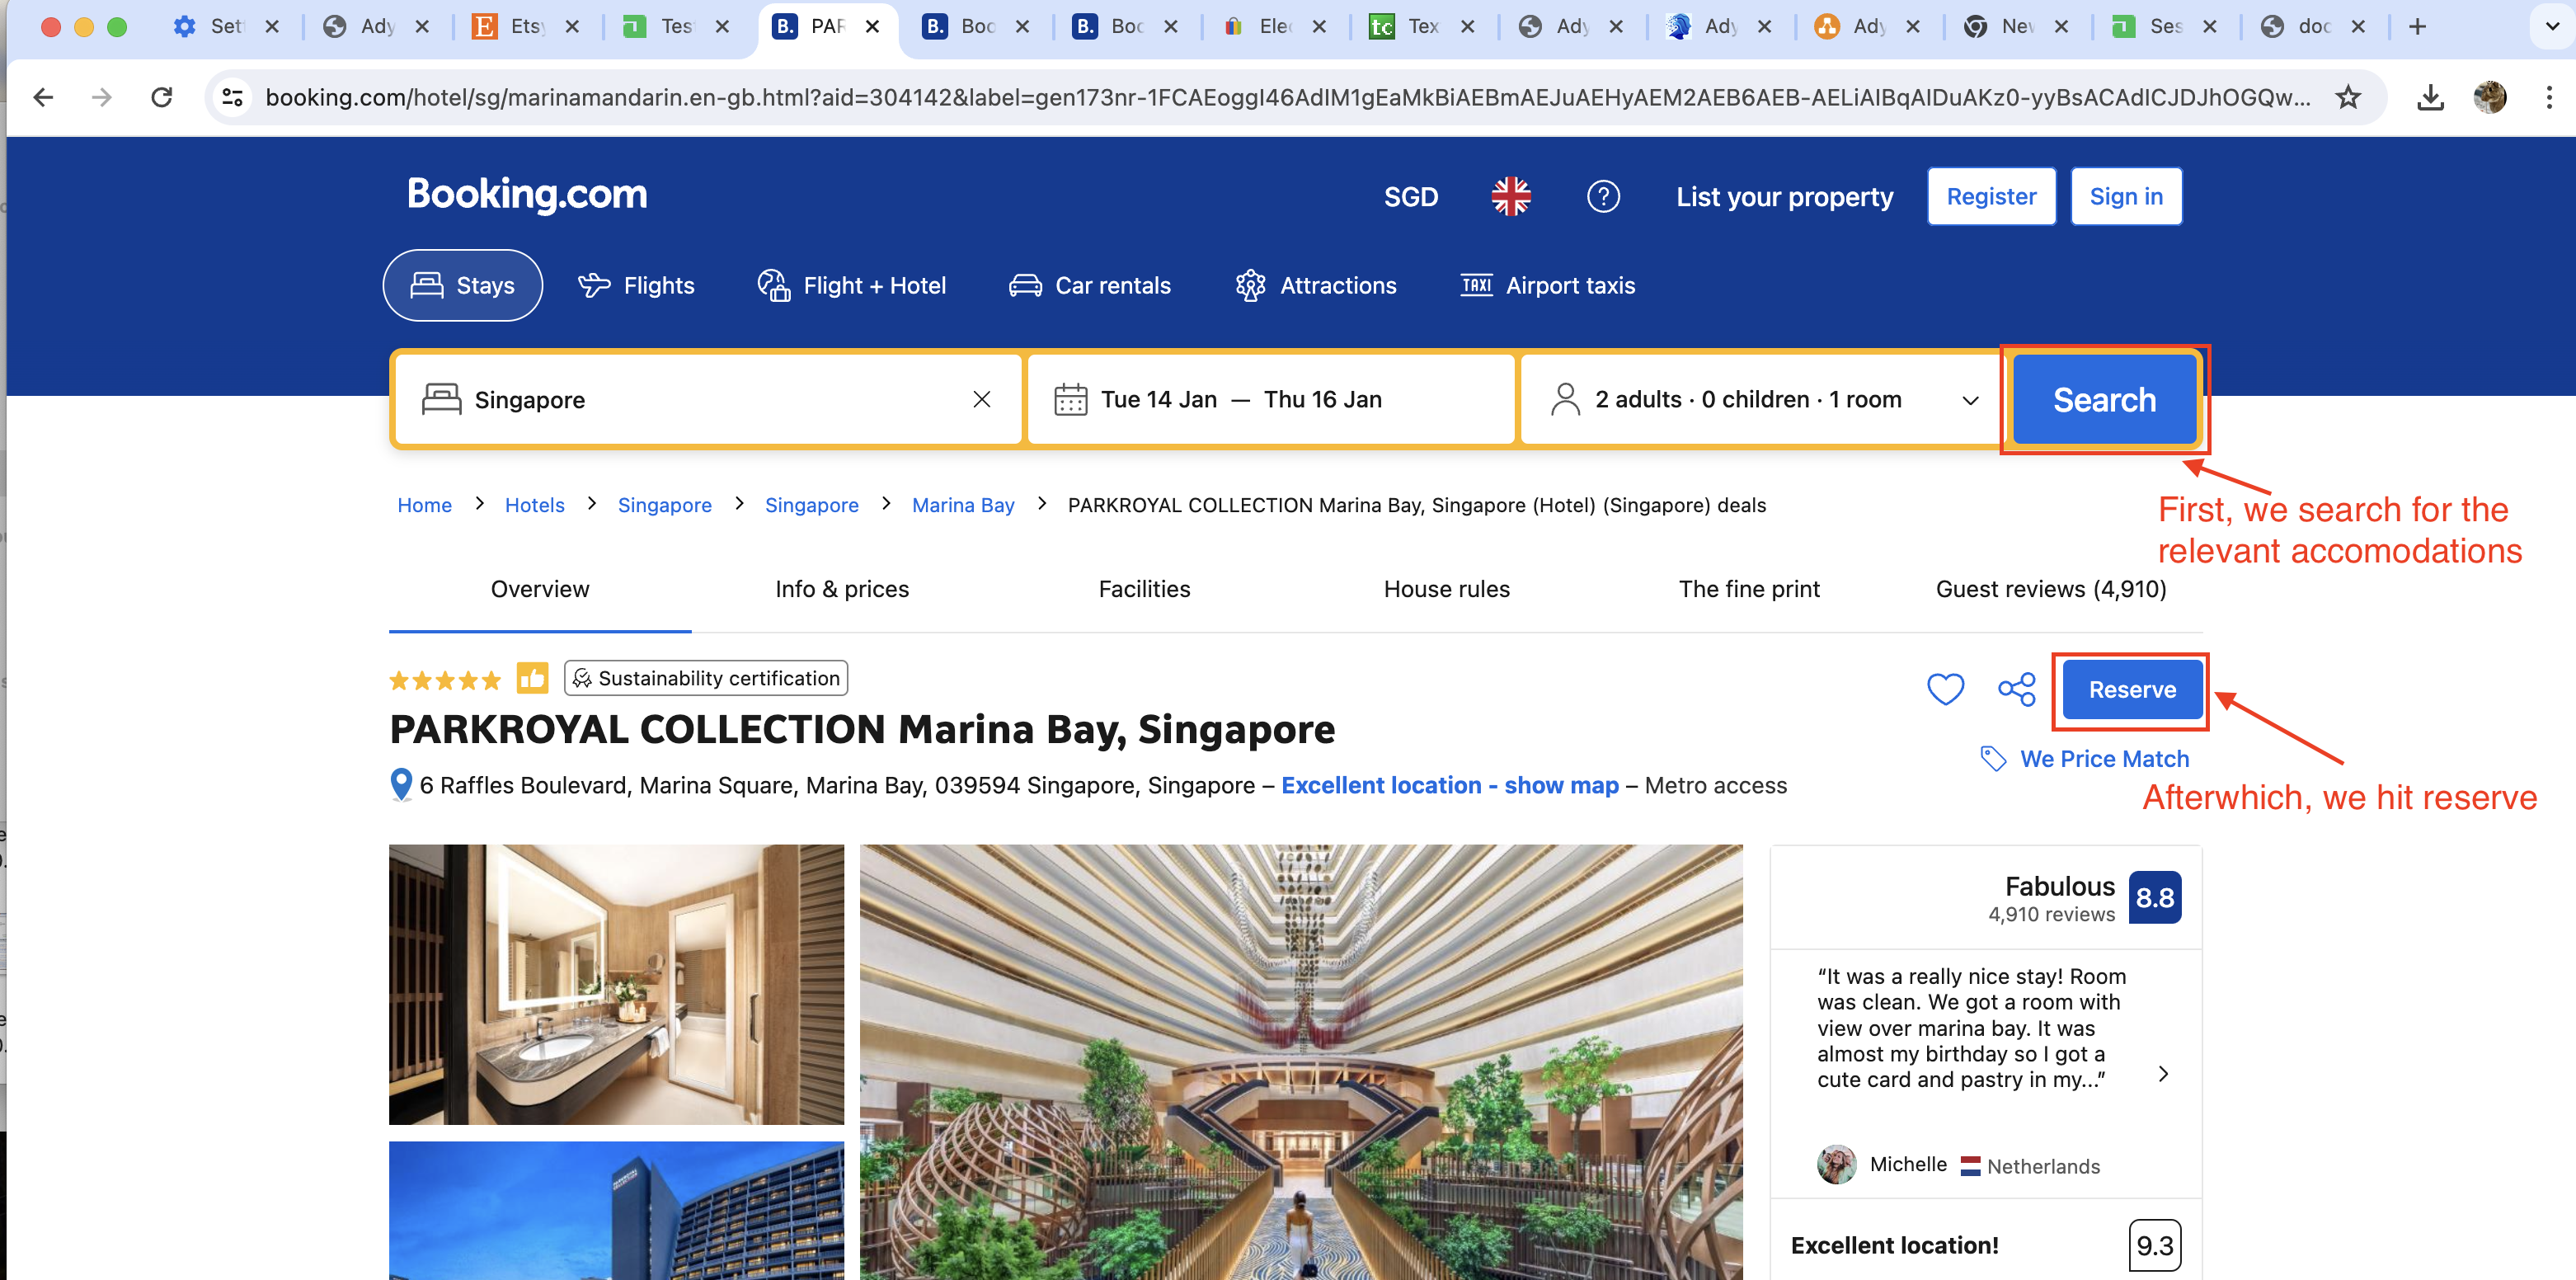 Set
Ady
Etsy
Tes
PAR
Boo
Boo
Elec
Tex
Ady
Ady
Ady
New
Ses
doc
booking.com/hotel/sg/marinamandarin.en-gb.html?aid=304142&label=gen173nr-1FCAEoggI46AdIM1gEaMkBiAEBmAEJuAEHyAEM2AEB6AEB-AELiAIBqAIDuAKz0-yyBsACAdICJDJhOGQw...
Booking.com
SGD
List your property
Register
Sign in
Stays
Flights
Flight + Hotel
Car rentals
Attractions
TAXI
Airport taxis
Singapore
Tue 14 Jan — Thu 16 Jan
2 adults · 0 children · 1 room
Search
First, we search for the
relevant accomodations
Home > Hotels > Singapore > Singapore > Marina Bay > PARKROYAL COLLECTION Marina Bay, Singapore (Hotel) (Singapore) deals
Overview
Info & prices
Facilities
House rules
The fine print
Guest reviews (4,910)
Sustainability certification
Reserve
PARKROYAL COLLECTION Marina Bay, Singapore
We Price Match
6 Raffles Boulevard, Marina Square, Marina Bay, 039594 Singapore, Singapore – Excellent location - show map – Metro access
Afterwhich, we hit reserve
Fabulous
4,910 reviews
8.8
“It was a really nice stay! Room
was clean. We got a room with
view over marina bay. It was
almost my birthday so I got a
cute card and pastry in my...”
Michelle
Netherlands
Excellent location!
9.3